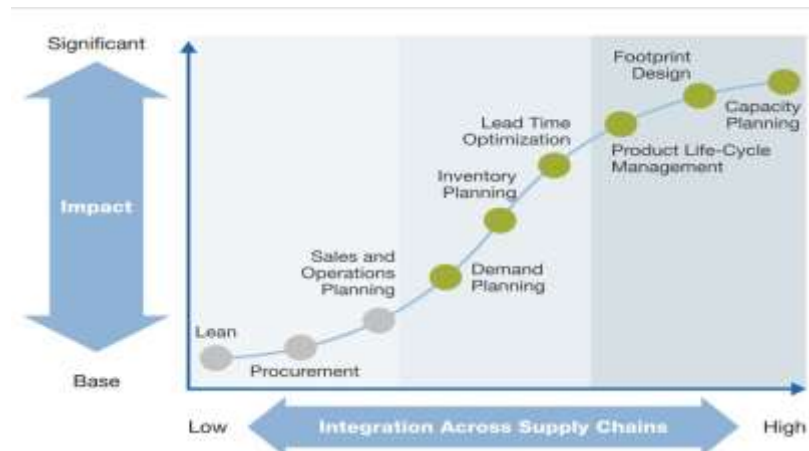 Significant
Impact
Base
Footprint
Design
Capacity
Planning
Lead Time
Optimization
Product Life-Cycle
Management
Inventory
Planning
Sales and
Operations
Planning
Demand
Planning
Lean
Procurement
Low
Integration Across Supply Chains
High